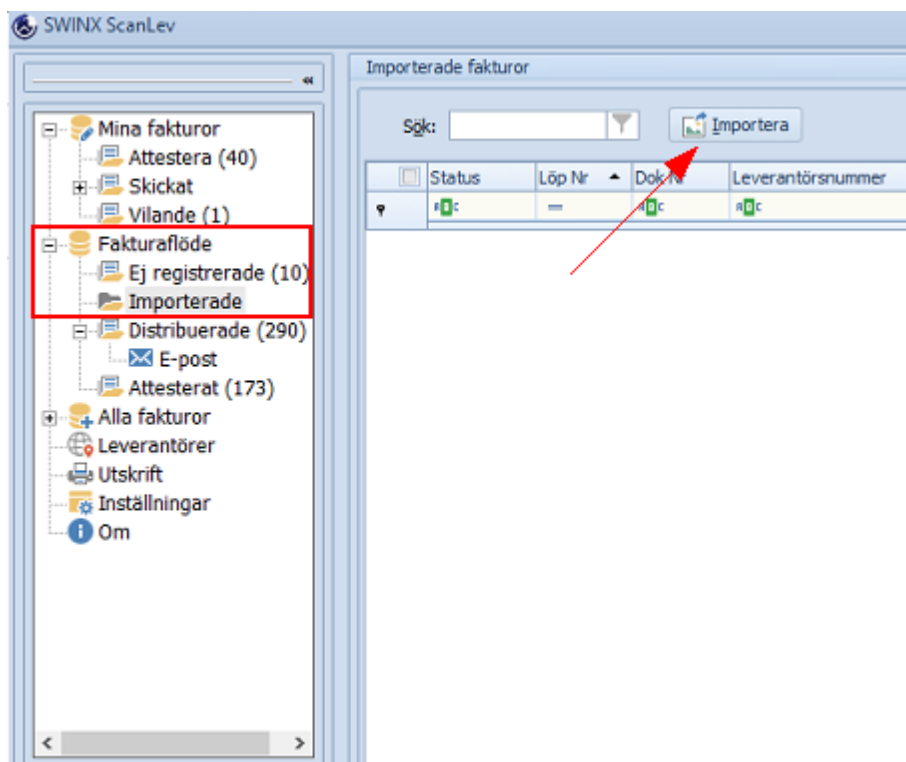 SWINX ScanLev
«
Mina fakturor
Attestera (40)
Skickat
Vilande (1)
Fakturaflöde
Ej registrerade (10)
Importerade
Distribuerade (290)
E-post
Attesterat (173)
Alla fakturor
Leverantörer
Utskrift
Inställningar
Om
Importerade fakturor
Sök: Importera
Status Löp Nr Dok Nr Leverantörsnummer